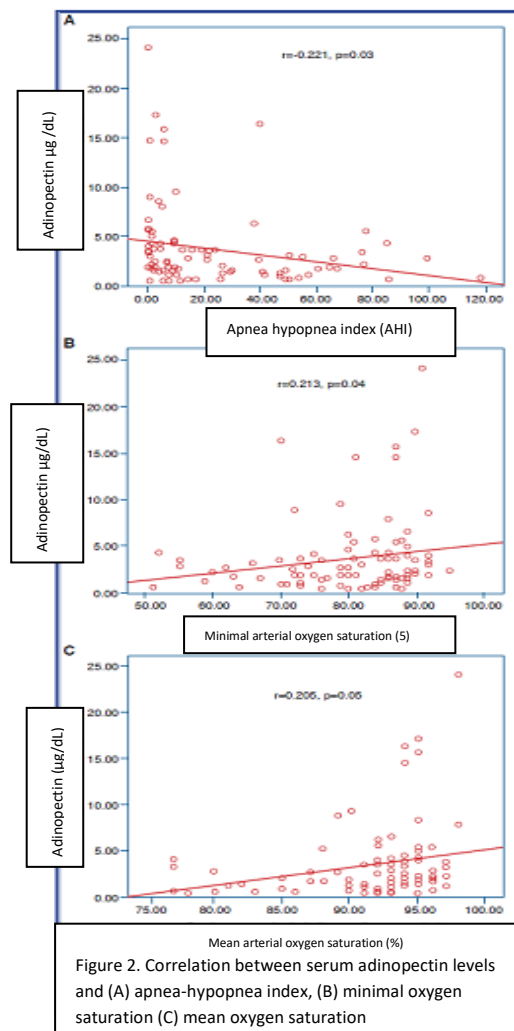 A
25.00
r=-0.221, p=0.03
20.00
15.00
10.00
5.00
0.00
Adinopectin µg /dL
0.00 20.00 40.00 60.00 80.00 100.00 120.00
Apnea hypopnea index (AHI)
B
25.00
r=0.213, p=0.04
20.00
15.00
10.00
5.00
0.00
Adinopectin µg/dL)
50.00 60.00 70.00 80.00 90.00 100.00
Minimal arterial oxygen saturation (5)
C
25.00
r=0.205, p=0.05
20.00
15.00
10.00
5.00
0.00
Adinopectin (µg/dL)
75.00 80.00 85.00 90.00 95.00 100.00
Mean arterial oxygen saturation (%)
Figure 2. Correlation between serum adinopectin levels
and (A) apnea-hypopnea index, (B) minimal oxygen
saturation (C) mean oxygen saturation